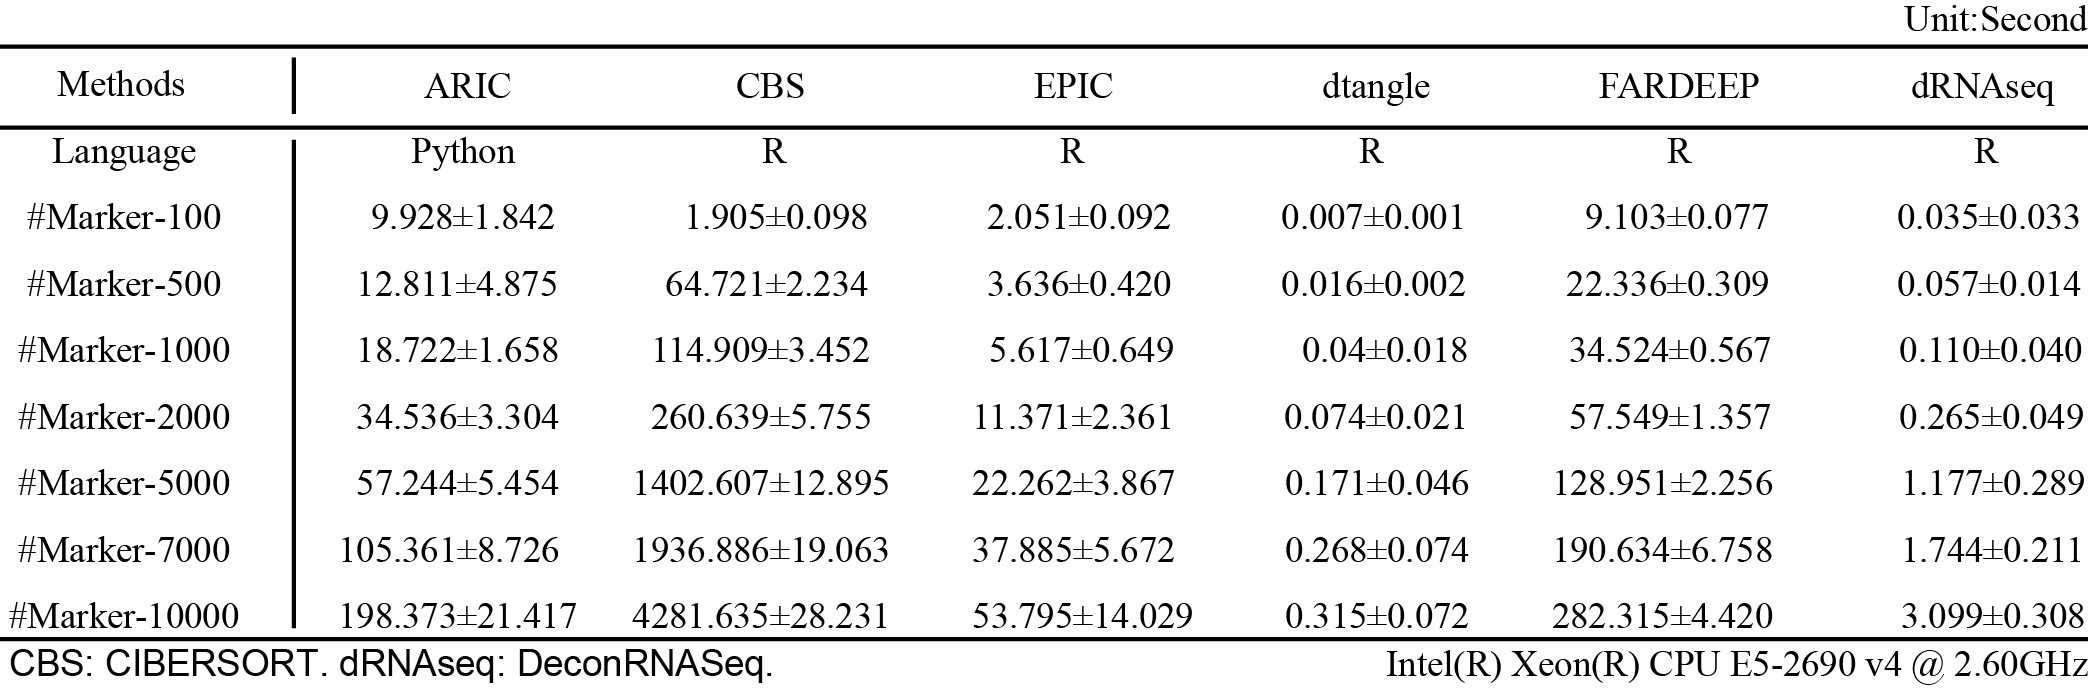 Unit:Second
Methods ARIC CBS EPIC dtangle FARDEEP dRNAseq
Language Python R R R R R
#Marker-100 9.928±1.842 1.905±0.098 2.051±0.092 0.007±0.001 9.103±0.077 0.035±0.033
#Marker-500 12.811±4.875 64.721±2.234 3.636±0.420 0.016±0.002 22.336±0.309 0.057±0.014
#Marker-1000 18.722±1.658 114.909±3.452 5.617±0.649 0.04±0.018 34.524±0.567 0.110±0.040
#Marker-2000 34.536±3.304 260.639±5.755 11.371±2.361 0.074±0.021 57.549±1.357 0.265±0.049
#Marker-5000 57.244±5.454 1402.607±12.895 22.262±3.867 0.171±0.046 128.951±2.256 1.177±0.289
#Marker-7000 105.361±8.726 1936.886±19.063 37.885±5.672 0.268±0.074 190.634±6.758 1.744±0.211
#Marker-10000 198.373±21.417 4281.635±28.231 53.795±14.029 0.315±0.072 282.315±4.420 3.099±0.308
CBS: CIBERSORT. dRNAseq: DeconRNASeq. Intel(R) Xeon(R) CPU E5-2690 v4 @ 2.60GHz